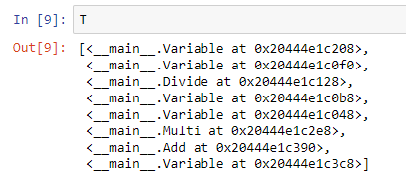 In [9]: T
Out[9]: [<__main__.Variable at 0x20444e1c208>,
<__main__.Variable at 0x20444e1c0f0>,
<__main__.Divide at 0x20444e1c128>,
<__main__.Variable at 0x20444e1c0b8>,
<__main__.Variable at 0x20444e1c048>,
<__main__.Multi at 0x20444e1c2e8>,
<__main__.Add at 0x20444e1c390>,
<__main__.Variable at 0x20444e1c3c8>]